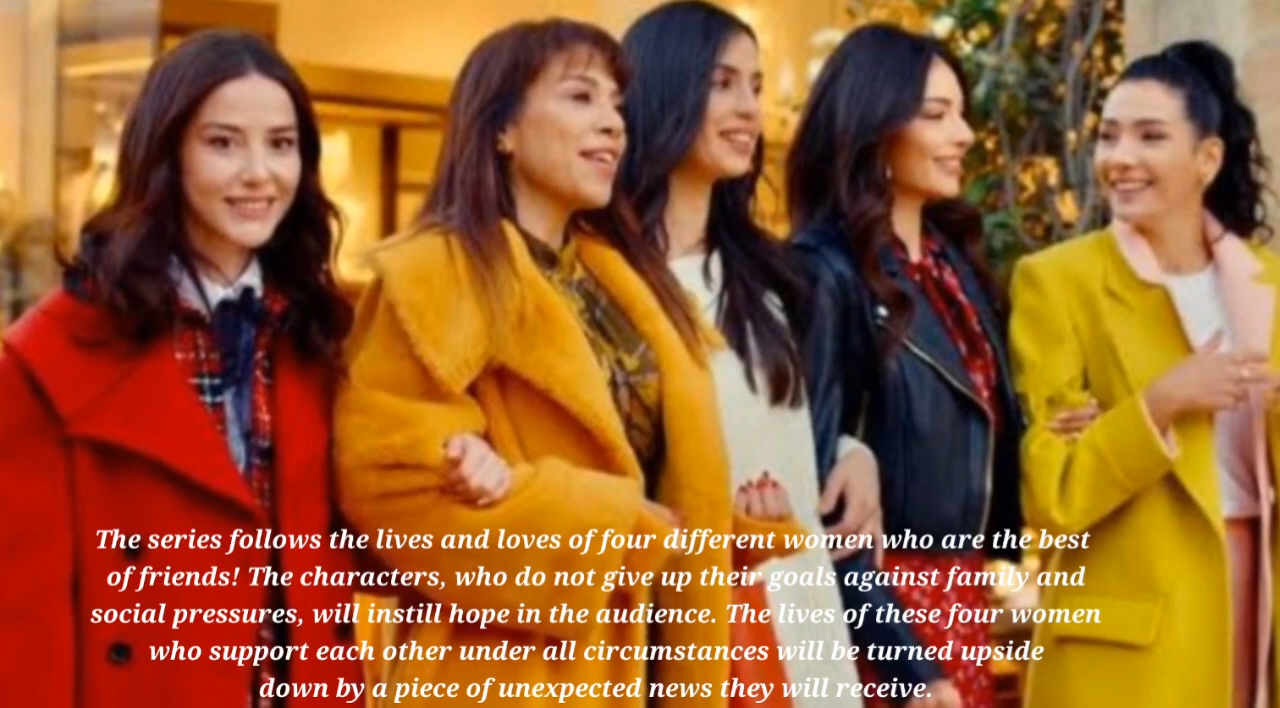 The series follows the lives and loves of four different women who are the best
of friends! The characters, who do not give up their goals against family and
social pressures, will instill hope in the audience. The lives of these four women
who support each other under all circumstances will be turned upside
down by a piece of unexpected news they will receive.